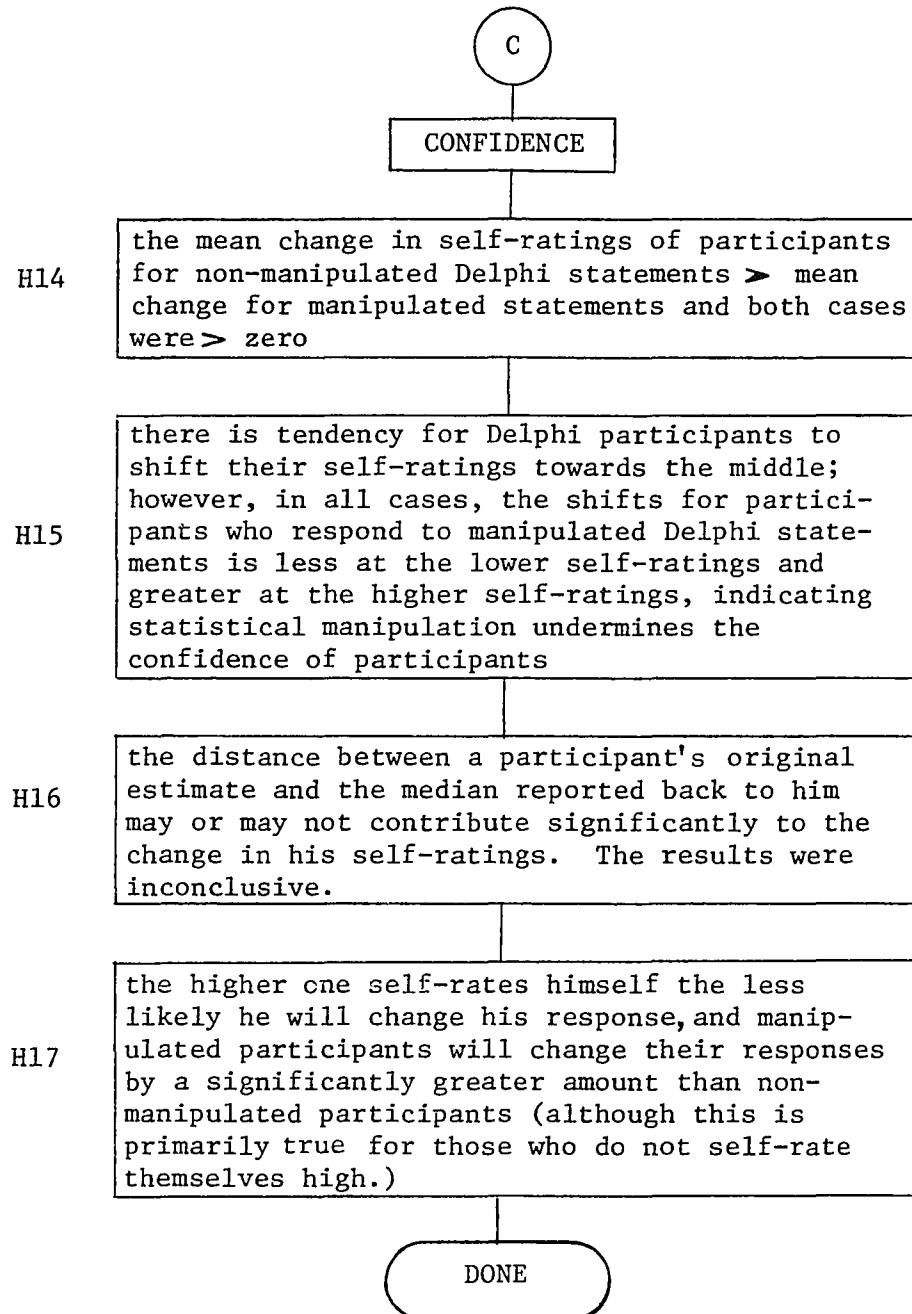 C
CONFIDENCE
H14
the mean change in self-ratings of participants
for non-manipulated Delphi statements > mean
change for manipulated statements and both cases
were > zero
H15
there is tendency for Delphi participants to
shift their self-ratings towards the middle;
however, in all cases, the shifts for partici-
pants who respond to manipulated Delphi state-
ments is less at the lower self-ratings and
greater at the higher self-ratings, indicating
statistical manipulation undermines the
confidence of participants
H16
the distance between a participant's original
estimate and the median reported back to him
may or may not contribute significantly to the
change in his self-ratings. The results were
inconclusive.
H17
the higher one self-rates himself the less
likely he will change his response, and manip-
ulated participants will change their responses
by a significantly greater amount than non-
manipulated participants (although this is
primarily true for those who do not self-rate
themselves high.)
DONE